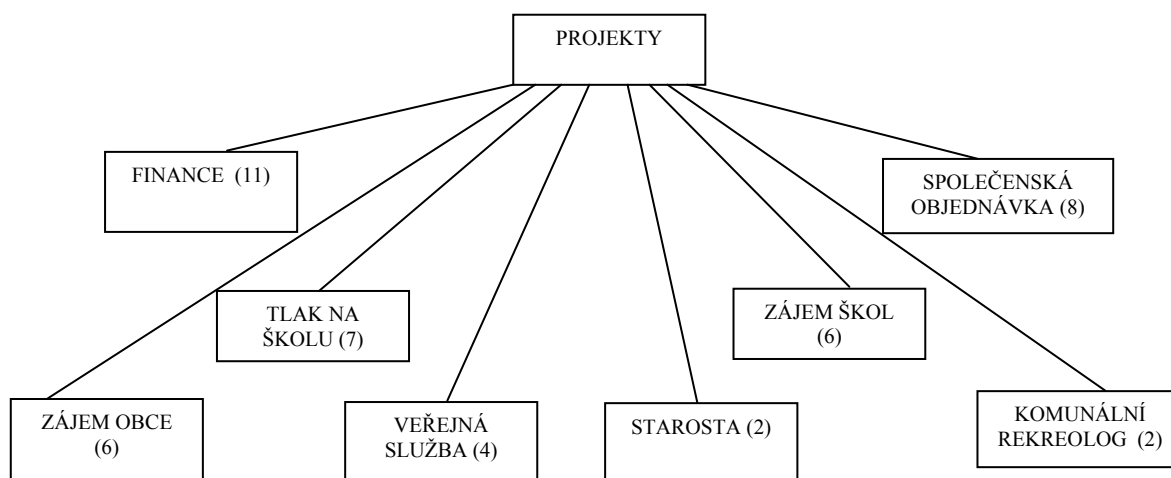 PROJEKTY
FINANCE (11)
SPOLEČENSKÁ
OBJEDNÁVKA (8)
TLAK NA
ŠKOLU (7)
ZÁJEM ŠKOL
(6)
ZÁJEM OBCE
(6)
VEŘEJNÁ
SLUŽBA (4)
STAROSTA (2)
KOMUNÁLNÍ
REKREOLOG (2)